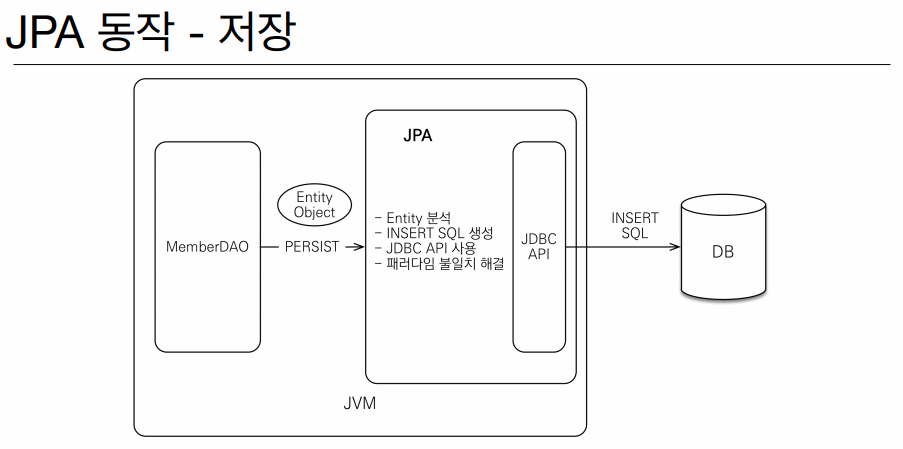 JPA 동작 - 저장
JPA
Entity
Object
MemberDAO
PERSIST
- Entity 분석
- INSERT SQL 생성
- JDBC API 사용
- 패러다임 불일치 해결
JDBC
API
INSERT
SQL
DB
JVM